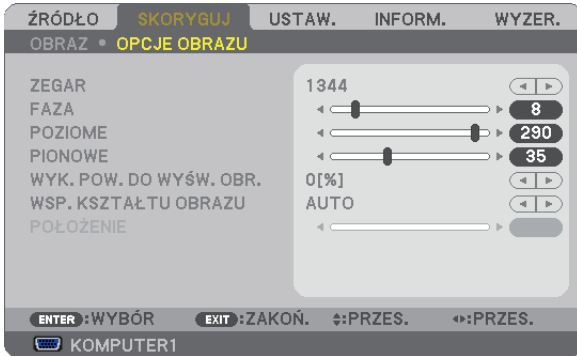 ŹRÓDŁO SKORYGUJ USTAW. INFORM. WYZER.
OBRAZ • OPCJE OBRAZU
ZEGAR 1344
FAZA 8
POZIOME 290
PIONOWE 35
WYK. POW. DO WYŚW. OBR. 0[%]
WSP. KSZTAŁTU OBRAZU AUTO
POŁOŻENIE
ENTER :WYBÓR EXIT :ZAKOŃ. :PRZES. :PRZES.
KOMPUTER1